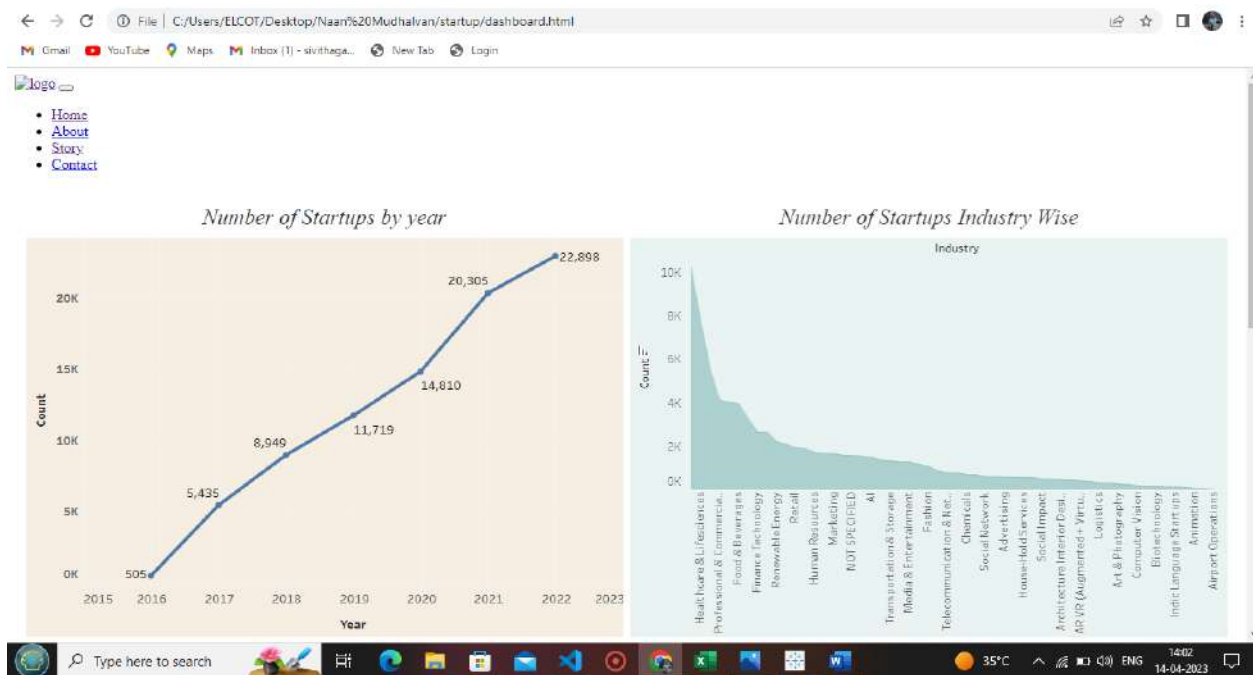 File | C:/Users/ELCOT/Desktop/Naan%20Mudhalvan/startup/dashboard.html
Gmail YouTube Maps Inbox (1) - sivithaga... New Tab Login
logo
Home
About
Story
Contact
Number of Startups by year
20K
15K
10K
5K
0K
Count
505
5,435
8,949
11,719
14,810
20,305
22,898
2015 2016 2017 2018 2019 2020 2021 2022 2023
Year
Number of Startups Industry Wise
Industry
10K
8K
6K
4K
2K
0K
Count
Healthcare & Lifesciences
Professional & Commercia..
Food & Beverages
Finance Technology
Renewable Energy
Retail
Human Resources
Marketing
NOT SPECIFIED
AI
Transportation & Storage
Media & Entertainment
Fashion
Telecommunication & Net..
Chemicals
Social Network
Advertising
House-Hold Services
Social Impact
Architecture Interior Desi..
AR VR (Augmented + Virtu..
Logistics
Art & Photography
Computer Vision
Biotechnology
Indic Language Startups
Animation
Airport Operations
Type here to search
35°C
ENG
14:02
14-04-2023